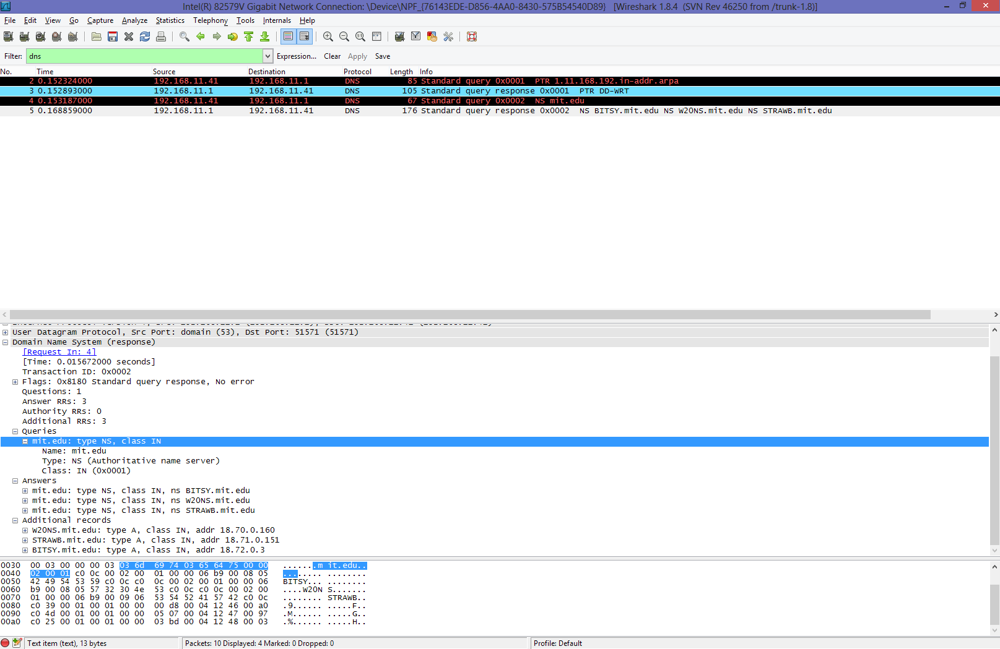 Intel(R) 82579V Gigabit Network Connection: \Device\NPF_{76143EDE-D856-4AA0-8430-575B54540D89} [Wireshark 1.8.4 (SVN Rev 46250 from /trunk-1.8)]
File Edit View Go Capture Analyze Statistics Telephony Tools Internals Help
Filter: dns Expression... Clear Apply Save
No. Time Source Destination Protocol Length Info
2 0.152324000 192.168.11.41 192.168.11.1 DNS 85 Standard query 0x0001 PTR 1.11.168.192.in-addr.arpa
3 0.152893000 192.168.11.1 192.168.11.41 DNS 105 Standard query response 0x0001 PTR DD-WRT
4 0.153187000 192.168.11.41 192.168.11.1 DNS 67 Standard query 0x0002 NS mit.edu
5 0.168859000 192.168.11.1 192.168.11.41 DNS 176 Standard query response 0x0002 NS BITSY.mit.edu NS W20NS.mit.edu NS STRAWB.mit.edu
User Datagram Protocol, Src Port: domain (53), Dst Port: 51571 (51571)
Domain Name System (response)
[Request In: 4]
[Time: 0.015672000 seconds]
Transaction ID: 0x0002
Flags: 0x8180 Standard query response, No error
Questions: 1
Answer RRs: 3
Authority RRs: 0
Additional RRs: 3
Queries
mit.edu: type NS, class IN
Name: mit.edu
Type: NS (Authoritative name server)
Class: IN (0x0001)
Answers
mit.edu: type NS, class IN, ns BITSY.mit.edu
mit.edu: type NS, class IN, ns W20NS.mit.edu
mit.edu: type NS, class IN, ns STRAWB.mit.edu
Additional records
W20NS.mit.edu: type A, class IN, addr 18.70.0.160
STRAWB.mit.edu: type A, class IN, addr 18.71.0.151
BITSY.mit.edu: type A, class IN, addr 18.72.0.3
0030 00 03 00 00 00 03 03 6d 69 74 03 65 64 75 00 00 .......m it.edu..
0040 02 00 01 c0 0c 00 02 00 01 00 00 06 b9 00 08 05 ........ ........
0050 42 49 54 53 59 c0 0c c0 0c 00 02 00 01 00 00 06 BITSY... ........
0060 b9 00 08 05 57 32 30 4e 53 c0 0c c0 0c 00 02 00 ....W20N S.......
0070 01 00 00 06 b9 00 09 06 53 54 52 41 57 42 c0 0c ........ STRAWB..
0080 c0 39 00 01 00 01 00 00 00 d8 00 04 12 46 00 a0 .9...... .....F..
0090 c0 4d 00 01 00 01 00 00 05 07 00 04 12 47 00 97 .M...... .....G..
00a0 c0 25 00 01 00 01 00 00 03 bd 00 04 12 48 00 03 .%...... .....H..
Text item (text), 13 bytes Packets: 10 Displayed: 4 Marked: 0 Dropped: 0 Profile: Default